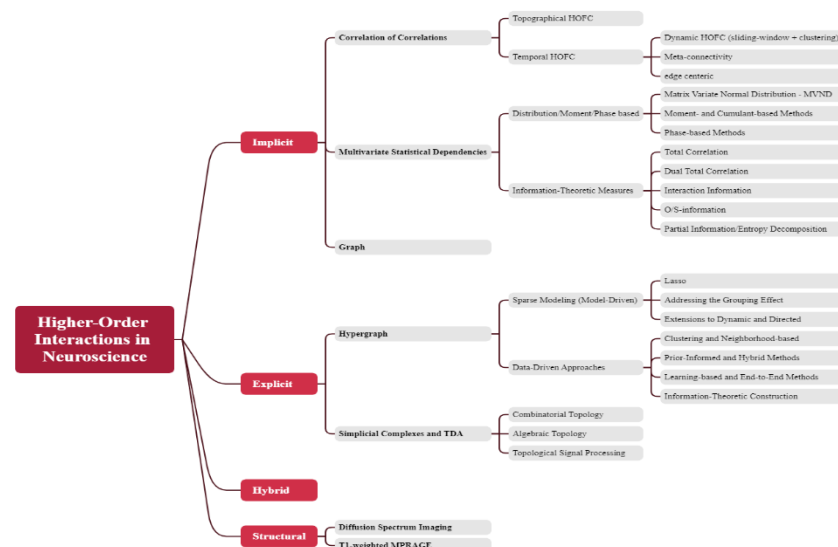 Higher-Order
Interactions in
Neuroscience
Implicit
Correlation of Correlations
Topographical HOFC
Temporal HOFC
Dynamic HOFC (sliding-window + clustering)
Meta-connectivity
edge centeric
Multivariate Statistical Dependencies
Distribution/Moment/Phase based
Matrix Variate Normal Distribution - MVND
Moment- and Cumulant-based Methods
Phase-based Methods
Information-Theoretic Measures
Total Correlation
Dual Total Correlation
Interaction Information
O/S-information
Partial Information/Entropy Decomposition
Graph
Explicit
Hypergraph
Sparse Modeling (Model-Driven)
Lasso
Addressing the Grouping Effect
Extensions to Dynamic and Directed
Data-Driven Approaches
Clustering and Neighborhood-based
Prior-Informed and Hybrid Methods
Learning-based and End-to-End Methods
Information-Theoretic Construction
Simplicial Complexes and TDA
Combinatorial Topology
Algebraic Topology
Topological Signal Processing
Hybrid
Structural
Diffusion Spectrum Imaging
T1-weighted MPRAGE